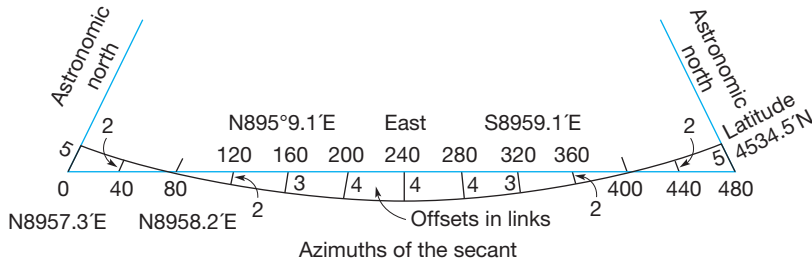 Astronomic
north
Astronomic
north
Latitude
4534.5′N
N895°9.1′E East S8959.1′E
5 2 2 5
120 160 200 240 280 320 360
0 40 80 400 440 480
3 4 4 4 3
2 2
N8957.3′E N8958.2′E
Offsets in links
Azimuths of the secant